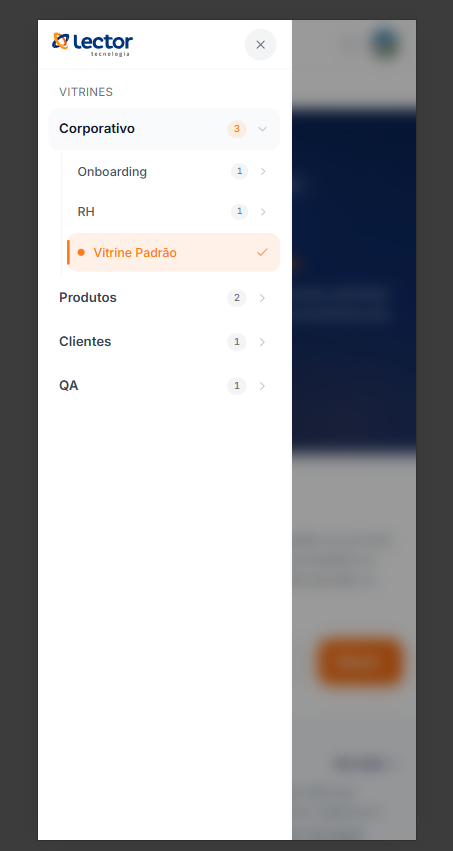 Lector
tecnologia
VITRINES
Corporativo 3
Onboarding 1
RH 1
Vitrine Padrão
Produtos 2
Clientes 1
QA 1